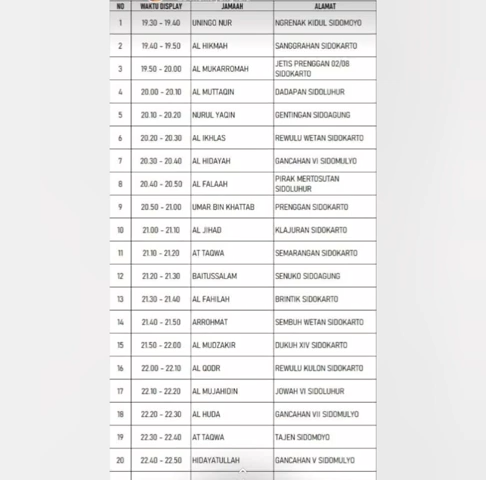 NO WAKTU DISPLAY JAMAAH ALAMAT
1 19.30 - 19.40 UNINGO NUR NGRENAK KIDUL SIDOMOYO
2 19.40 - 19.50 AL HIKMAH SANGGRAHAN SIDOKARTO
3 19.50 - 20.00 AL MUKARROMAH JETIS PRENGGAN 02/08
SIDOKARTO
4 20.00 - 20.10 AL MUTTAQIN DADAPAN SIDOLUHUR
5 20.10 - 20.20 NURUL YAQIN GENTINGAN SIDOAGUNG
6 20.20 - 20.30 AL IKHLAS REWULU WETAN SIDOKARTO
7 20.30 - 20.40 AL HIDAYAH GANCAHAN VI SIDOMULYO
8 20.40 - 20.50 AL FALAAH PIRAK MERTOSUTAN
SIDOLUHUR
9 20.50 - 21.00 UMAR BIN KHATTAB PRENGGAN SIDOKARTO
10 21.00 - 21.10 AL JIHAD KLAJURAN SIDOKARTO
11 21.10 - 21.20 AT TAQWA SEMARANGAN SIDOKARTO
12 21.20 - 21.30 BAITUSSALAM SENUKO SIDOAGUNG
13 21.30 - 21.40 AL FAHILAH BRINTIK SIDOKARTO
14 21.40 - 21.50 ARROHMAT SEMBUH WETAN SIDOKARTO
15 21.50 - 22.00 AL MUDZAKIR DUKUH XIV SIDOKARTO
16 22.00 - 22.10 AL QODR REWULU KULON SIDOKARTO
17 22.10 - 22.20 AL MUJAHIDIN JOWAH VI SIDOLUHUR
18 22.20 - 22.30 AL HUDA GANCAHAN VII SIDOMULYO
19 22.30 - 22.40 AT TAQWA TAJEN SIDOMOYO
20 22.40 - 22.50 HIDAYATULLAH GANCAHAN V SIDOMULYO